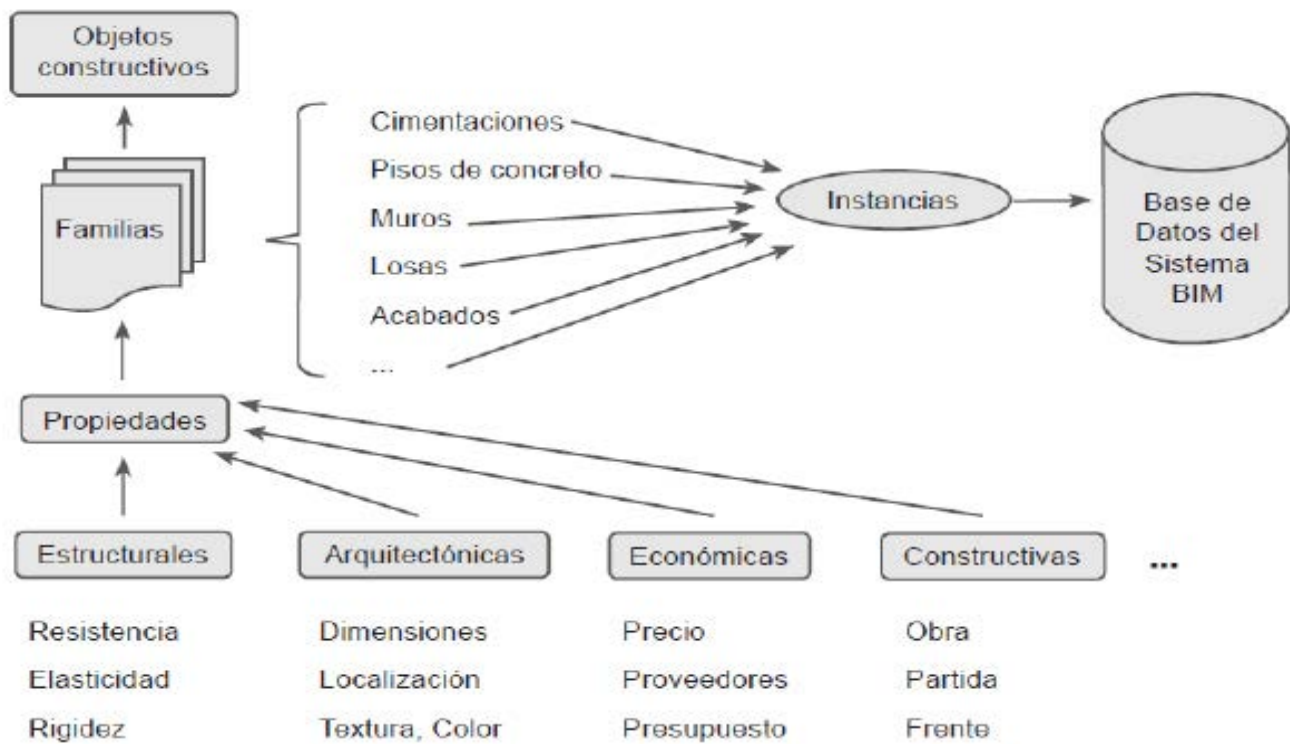 Objetos
constructivos
Familias
Cimentaciones
Pisos de concreto
Muros
Losas
Acabados
...
Instancias
Base de
Datos del
Sistema
BIM
Propiedades
Estructurales
Arquitectónicas
Económicas
Constructivas
...
Resistencia
Elasticidad
Rigidez
Dimensiones
Localización
Textura, Color
Precio
Proveedores
Presupuesto
Obra
Partida
Frente